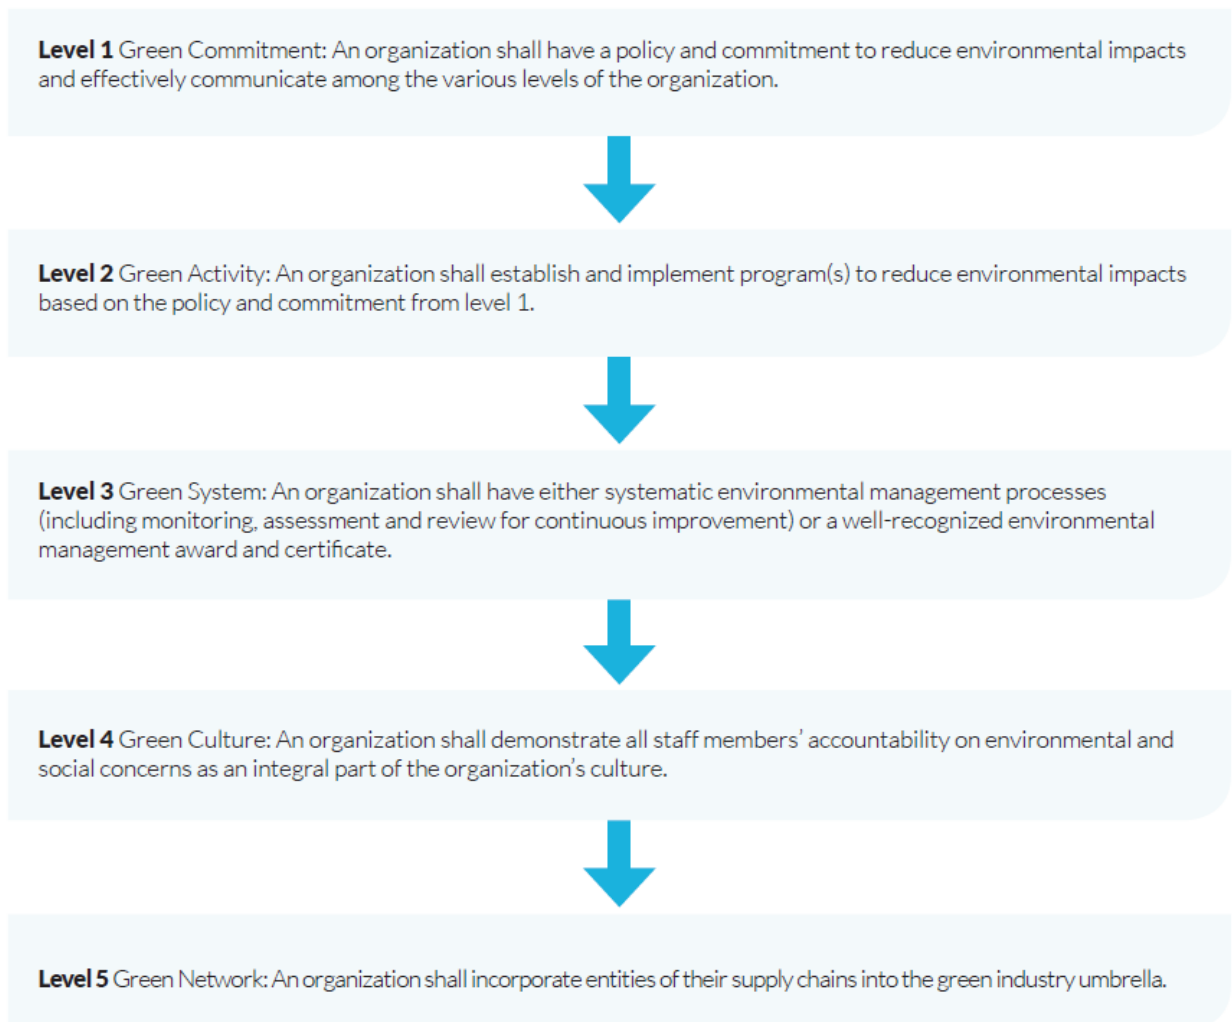 Level 1 Green Commitment: An organization shall have a policy and commitment to reduce environmental impacts
and effectively communicate among the various levels of the organization.
Level 2 Green Activity: An organization shall establish and implement program(s) to reduce environmental impacts
based on the policy and commitment from level 1.
Level 3 Green System: An organization shall have either systematic environmental management processes
(including monitoring, assessment and review for continuous improvement) or a well-recognized environmental
management award and certificate.
Level 4 Green Culture: An organization shall demonstrate all staff members’ accountability on environmental and
social concerns as an integral part of the organization’s culture.
Level 5 Green Network: An organization shall incorporate entities of their supply chains into the green industry umbrella.